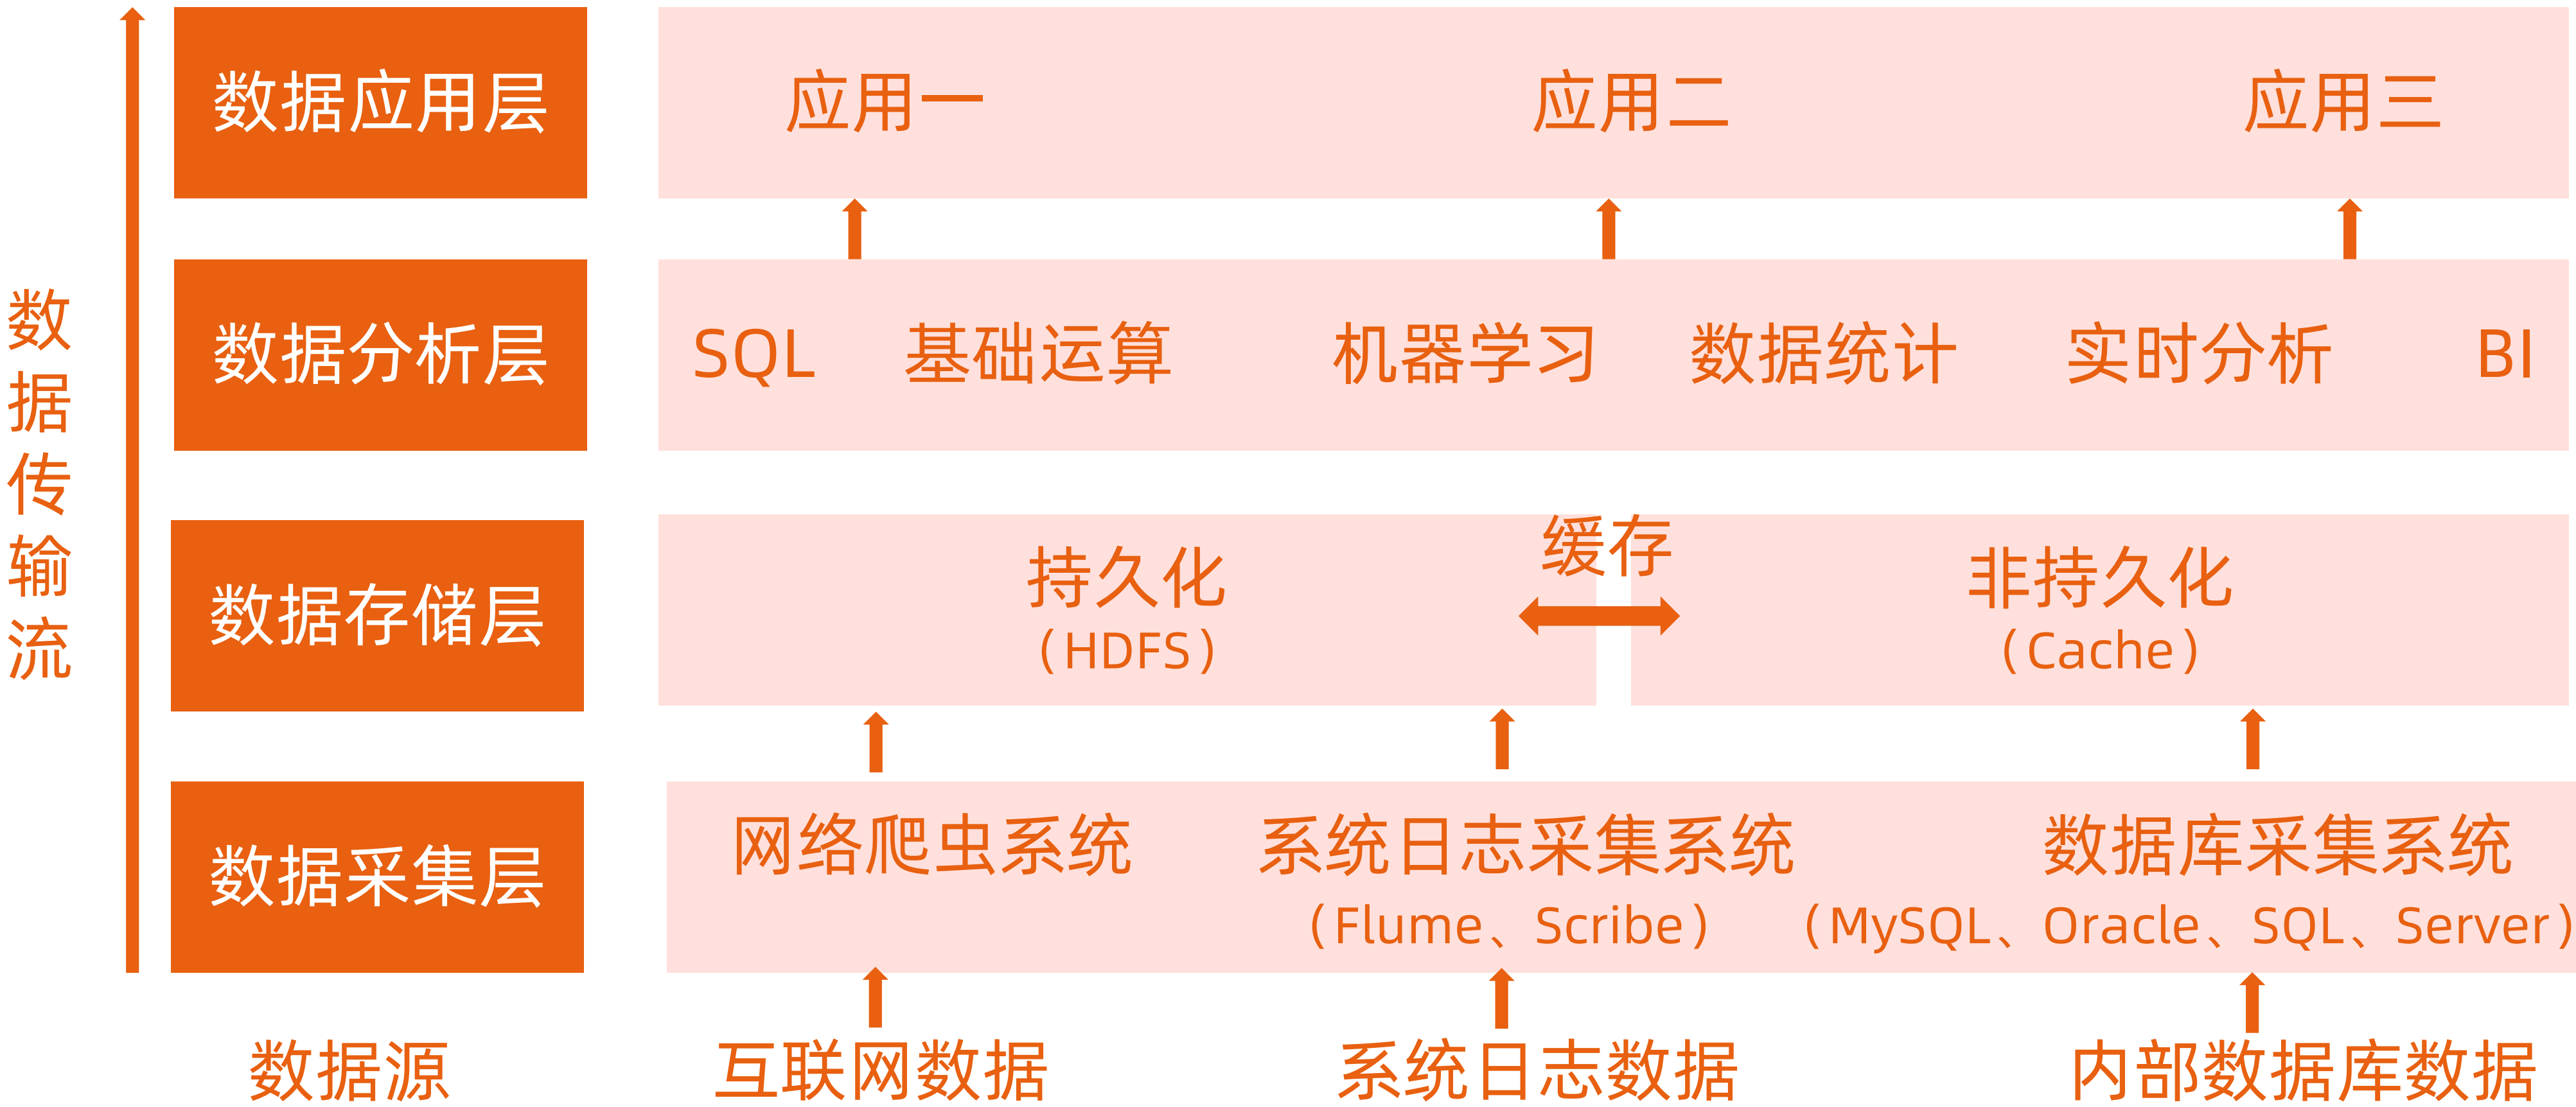 数据传输流
数据应用层
应用一
应用二
应用三
数据分析层
SQL
基础运算
机器学习
数据统计
实时分析
BI
数据存储层
持久化
（HDFS）
缓存
非持久化
（Cache）
数据采集层
网络爬虫系统
系统日志采集系统
（Flume、Scribe）
数据库采集系统
（MySQL、Oracle、SQL、Server）
数据源
互联网数据
系统日志数据
内部数据库数据